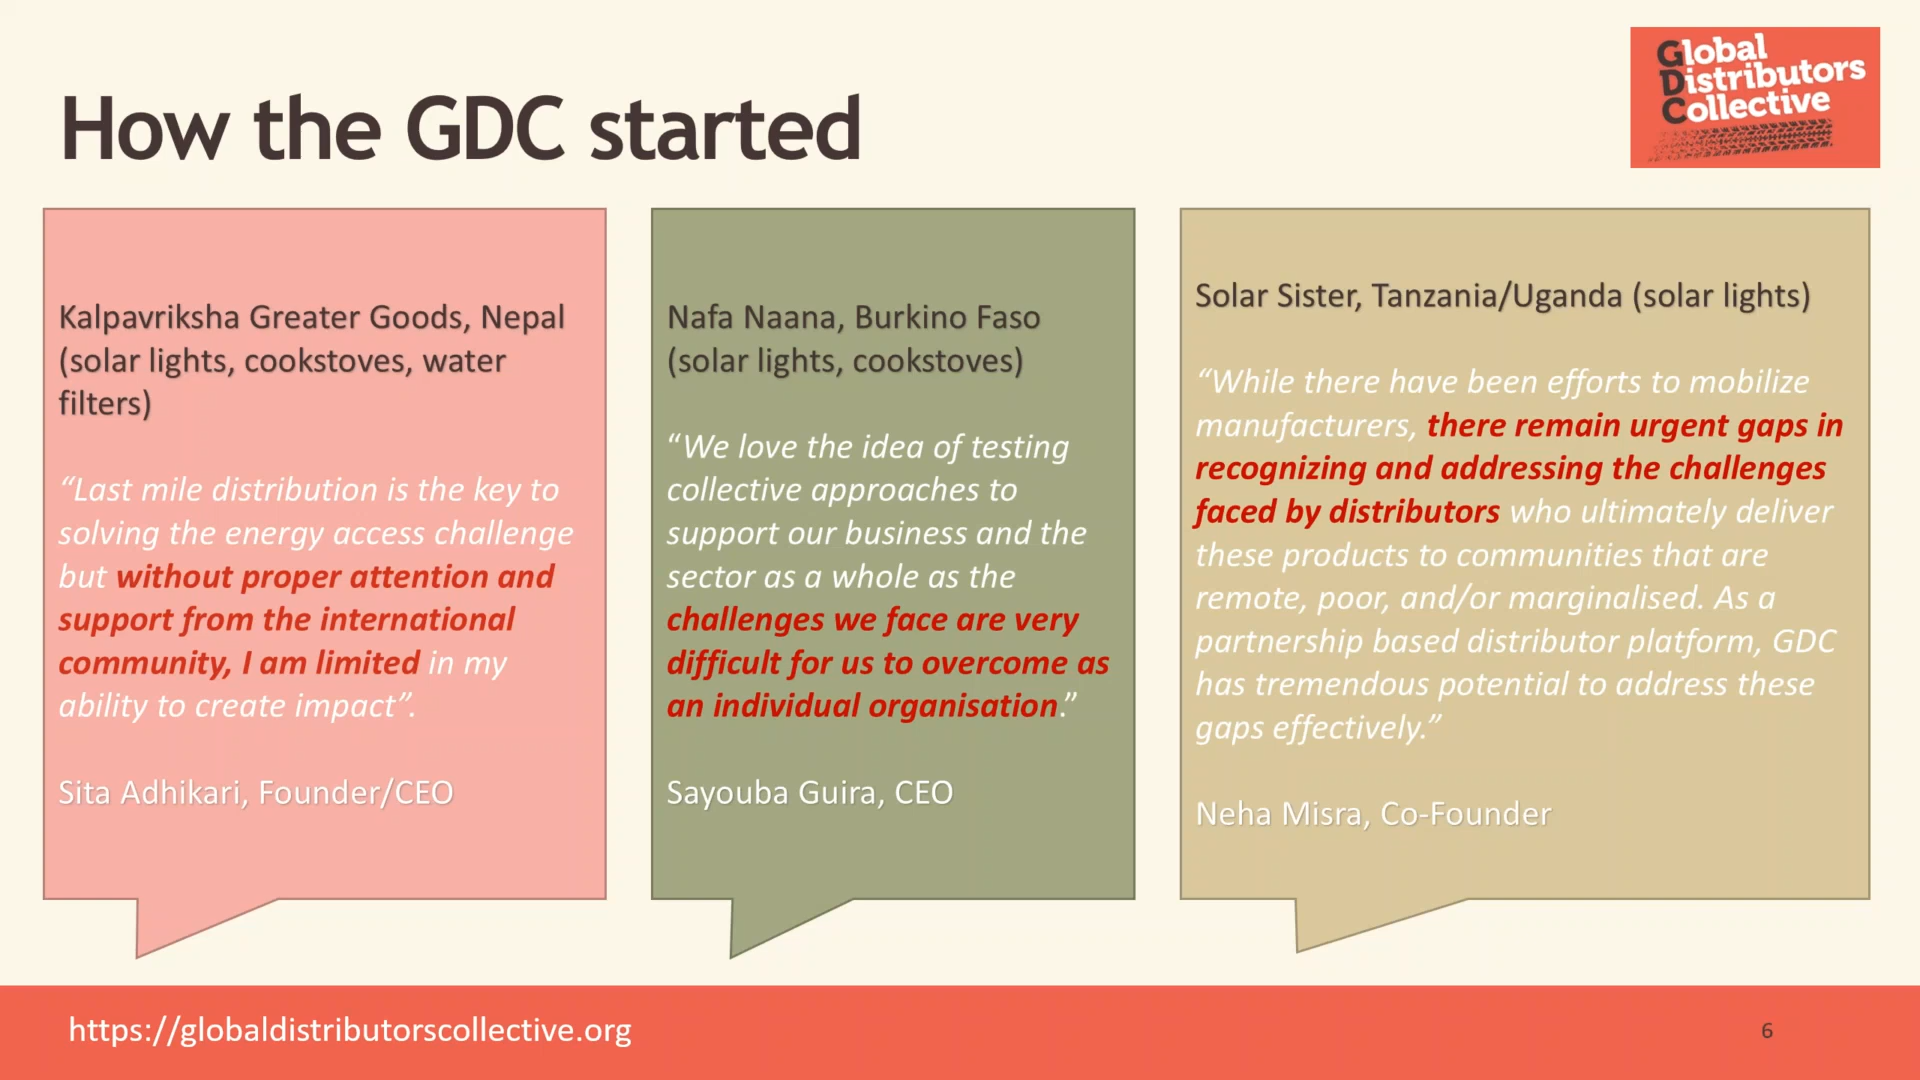 How the GDC started
Global
Distributors
Collective
Kalpavriksha Greater Goods, Nepal
(solar lights, cookstoves, water
filters)
“Last mile distribution is the key to
solving the energy access challenge
but without proper attention and
support from the international
community, I am limited in my
ability to create impact”.
Sita Adhikari, Founder/CEO
Nafa Naana, Burkino Faso
(solar lights, cookstoves)
“We love the idea of testing
collective approaches to
support our business and the
sector as a whole as the
challenges we face are very
difficult for us to overcome as
an individual organisation.”
Sayouba Guira, CEO
Solar Sister, Tanzania/Uganda (solar lights)
“While there have been efforts to mobilize
manufacturers, there remain urgent gaps in
recognizing and addressing the challenges
faced by distributors who ultimately deliver
these products to communities that are
remote, poor, and/or marginalised. As a
partnership based distributor platform, GDC
has tremendous potential to address these
gaps effectively.”
Neha Misra, Co-Founder
https://globaldistributorscollective.org
6